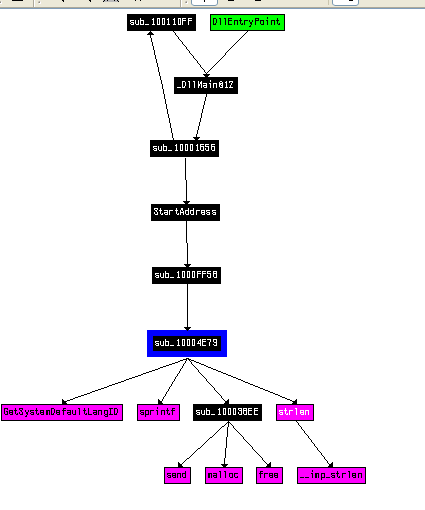 sub_100110FF
DllEntryPoint
_DllMain@12
sub_10001656
StartAddress
sub_1000FF58
sub_10004E79
GetSystemDefaultLangID
sprintf
sub_100038EE
strlen
send
malloc
free
__imp_strlen